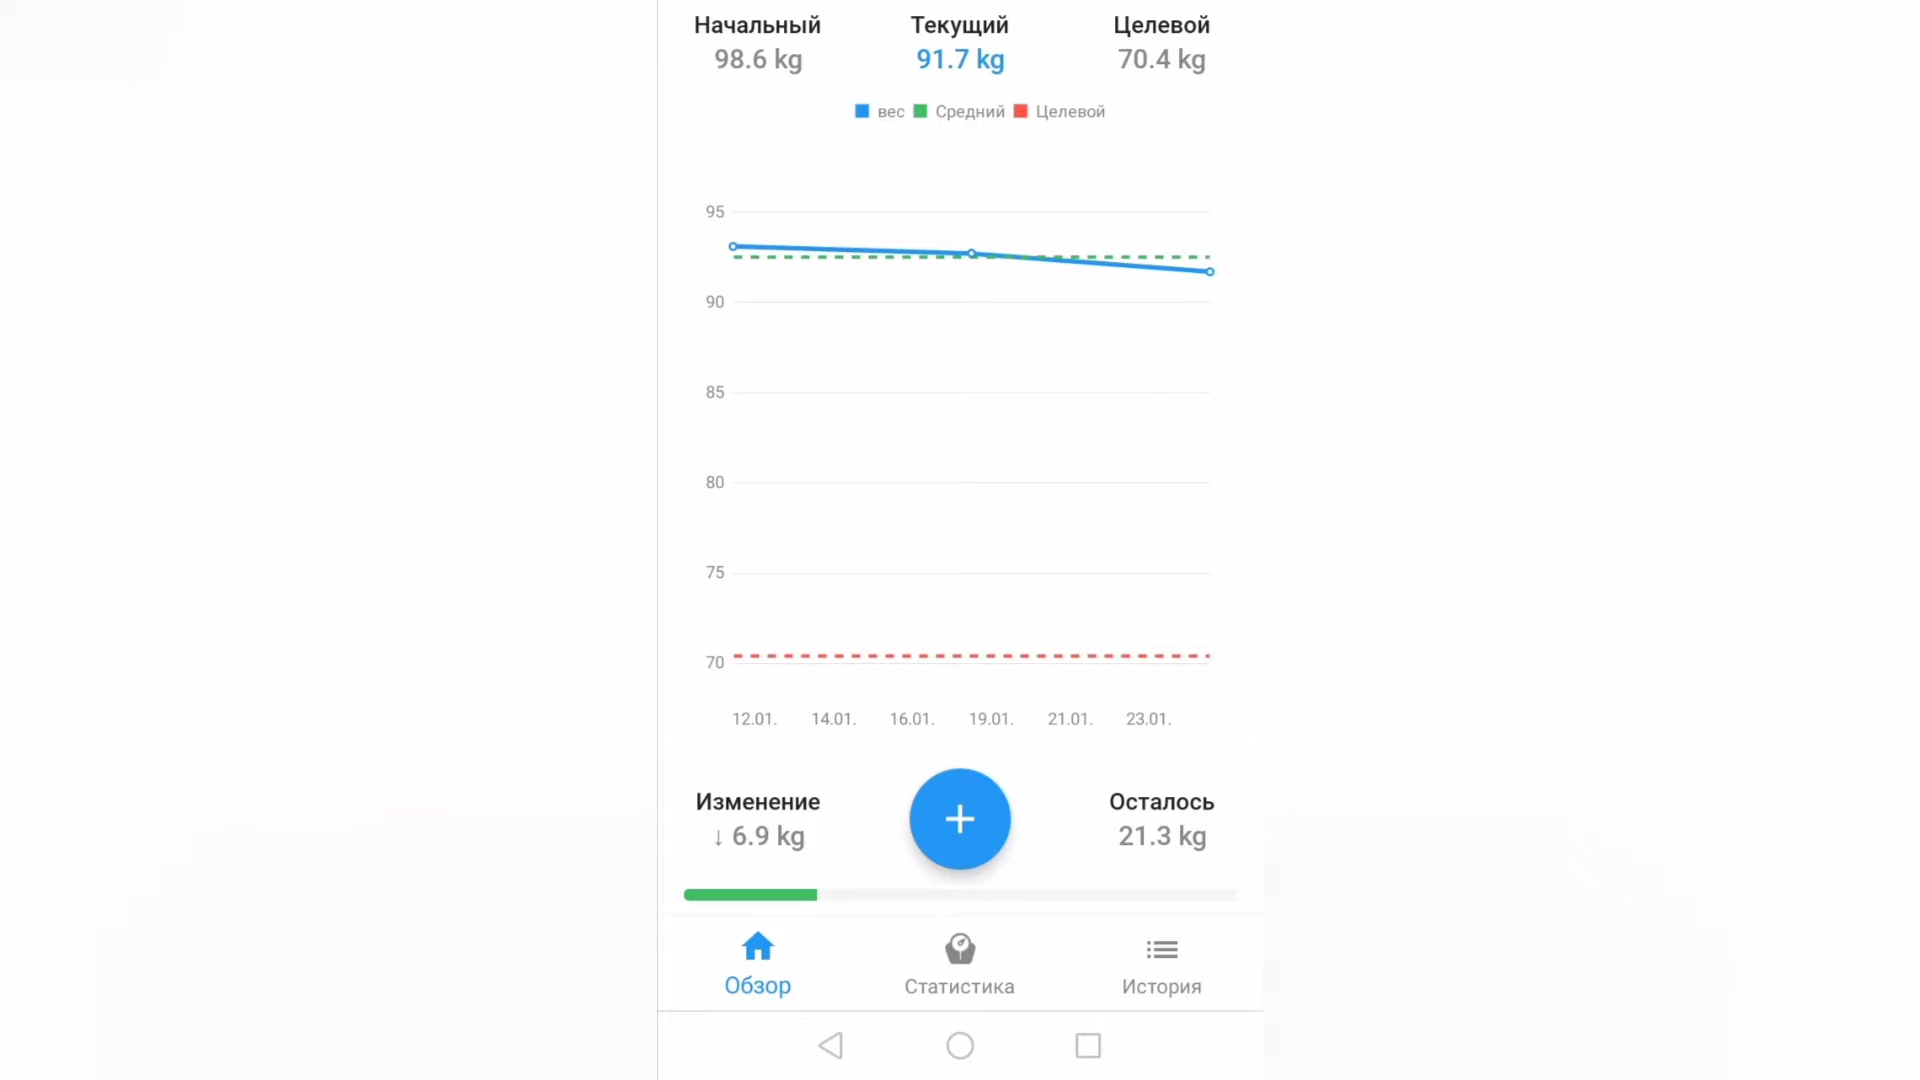 Начальный Текущий Целевой
98.6 kg 91.7 kg 70.4 kg
вес Средний Целевой
95
90
85
80
75
70
12.01. 14.01. 16.01. 19.01. 21.01. 23.01.
Изменение Осталось
↓ 6.9 kg + 21.3 kg
Обзор Статистика История